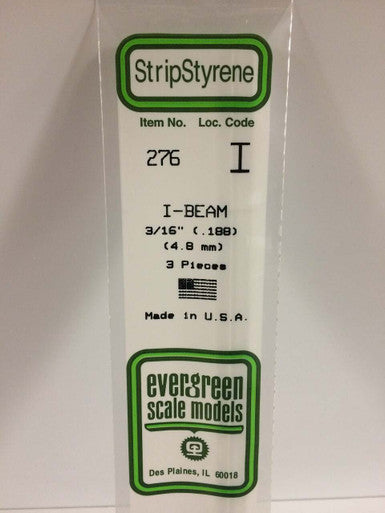 StripStyrene
Item No. Loc. Code
276 I
I-BEAM
3/16" (.188)
(4.8 mm)
3 Pieces
Made in U.S.A.
evergreen
scale models
Des Plaines, IL 60018